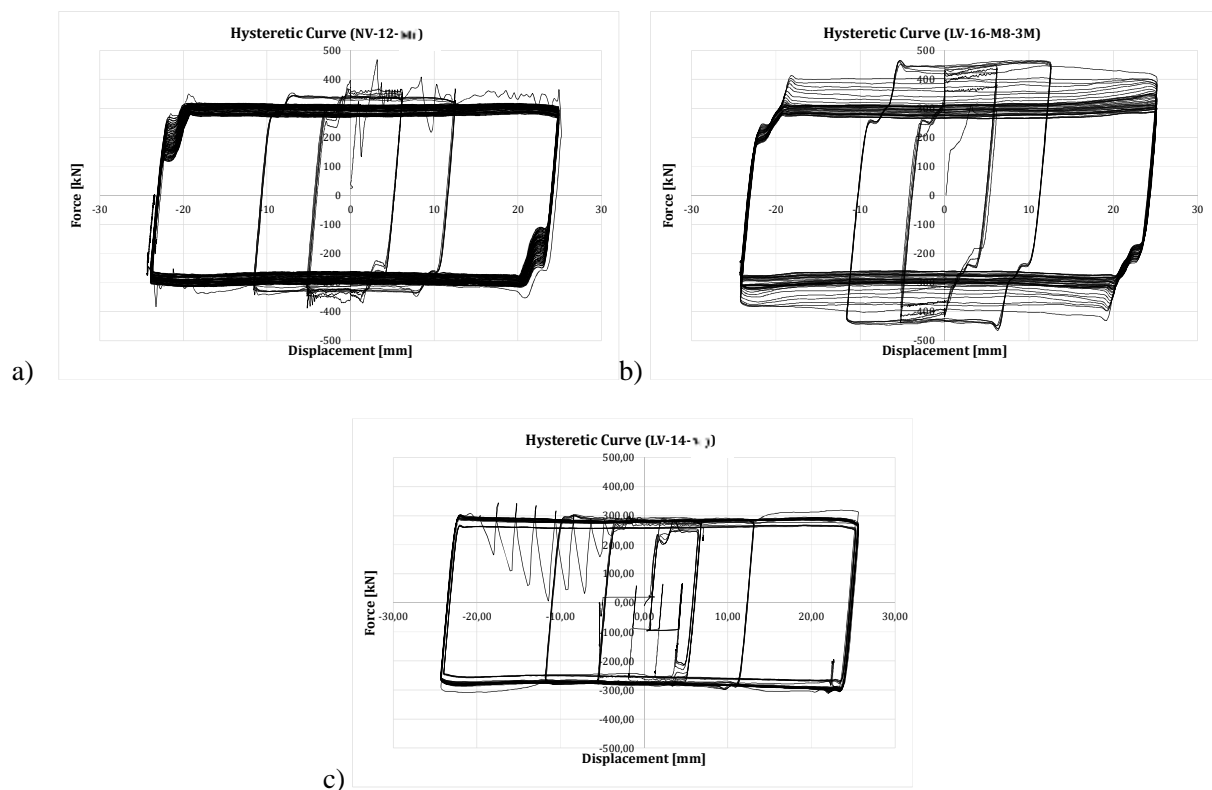 Hysteretic Curve (NV-12-
500
400
300
200
100
0
-100
-200
-300
-400
-500
-30 -20 -10 0 10 20 30
Force [kN]
Displacement [mm]
a)
Hysteretic Curve (LV-16-M8-3M)
500
400
300
200
100
0
-100
-200
-300
-400
-500
-30 -20 -10 0 10 20 30
Force [kN]
Displacement [mm]
b)
Hysteretic Curve (LV-14-
500,00
400,00
300,00
200,00
100,00
0,00
-100,00
-200,00
-300,00
-400,00
-500,00
-30,00 -20,00 -10,00 0,00 10,00 20,00 30,00
Force [kN]
Displacement [mm]
c)